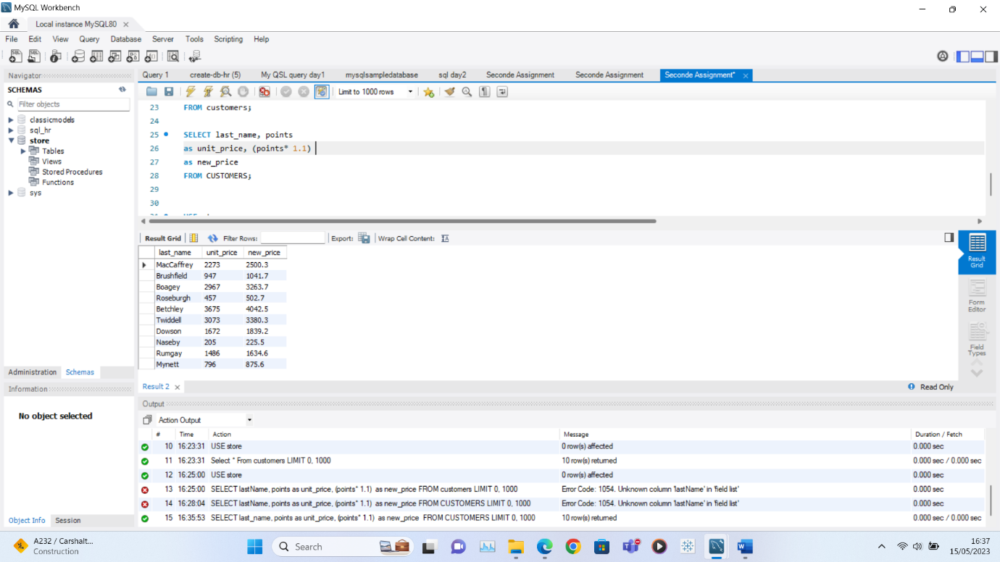 MySQL Workbench
Local instance MySQL80
File Edit View Query Database Server Tools Scripting Help
Navigator
SCHEMAS
Filter objects
classicmodels
sql_hr
store
Tables
Views
Stored Procedures
Functions
sys
Administration Schemas
Information
No object selected
Object Info Session
Query 1 create-db-hr (5) My QSL query day1 mysqlsampledatabase sql day2 Seconde Assignment Seconde Assignment Seconde Assignment*
Limit to 1000 rows
23 FROM customers;
24
25 SELECT last_name, points
26 as unit_price, (points* 1.1)
27 as new_price
28 FROM CUSTOMERS;
29
30
Result Grid Filter Rows: Export: Wrap Cell Content: IA
last_name unit_price new_price
MacCaffrey 2273 2500.3
Brushfield 947 1041.7
Boagey 2967 3263.7
Roseburgh 457 502.7
Betchley 3675 4042.5
Twiddell 3073 3380.3
Dowson 1672 1839.2
Naseby 205 225.5
Rumgay 1486 1634.6
Mynett 796 875.6
Result Grid
Form Editor
Field Types
Result 2 Read Only
Output
Action Output
# Time Action Message Duration / Fetch
10 16:23:31 USE store 0 row(s) affected 0.000 sec
11 16:23:31 Select * From customers LIMIT 0, 1000 10 row(s) returned 0.000 sec / 0.000 sec
12 16:25:00 USE store 0 row(s) affected 0.000 sec
13 16:25:00 SELECT lastName, points as unit_price, (points* 1.1) as new_price FROM customers LIMIT 0, 1000 Error Code: 1054. Unknown column 'lastName' in 'field list' 0.000 sec
14 16:28:04 SELECT lastName, points as unit_price, (points* 1.1) as new_price FROM CUSTOMERS LIMIT 0, 1000 Error Code: 1054. Unknown column 'lastName' in 'field list' 0.000 sec
15 16:35:53 SELECT last_name, points as unit_price, (points* 1.1) as new_price FROM CUSTOMERS LIMIT 0, 1000 10 row(s) returned 0.000 sec / 0.000 sec
A232 / Carshalt...
Construction
Search
16:37
15/05/2023